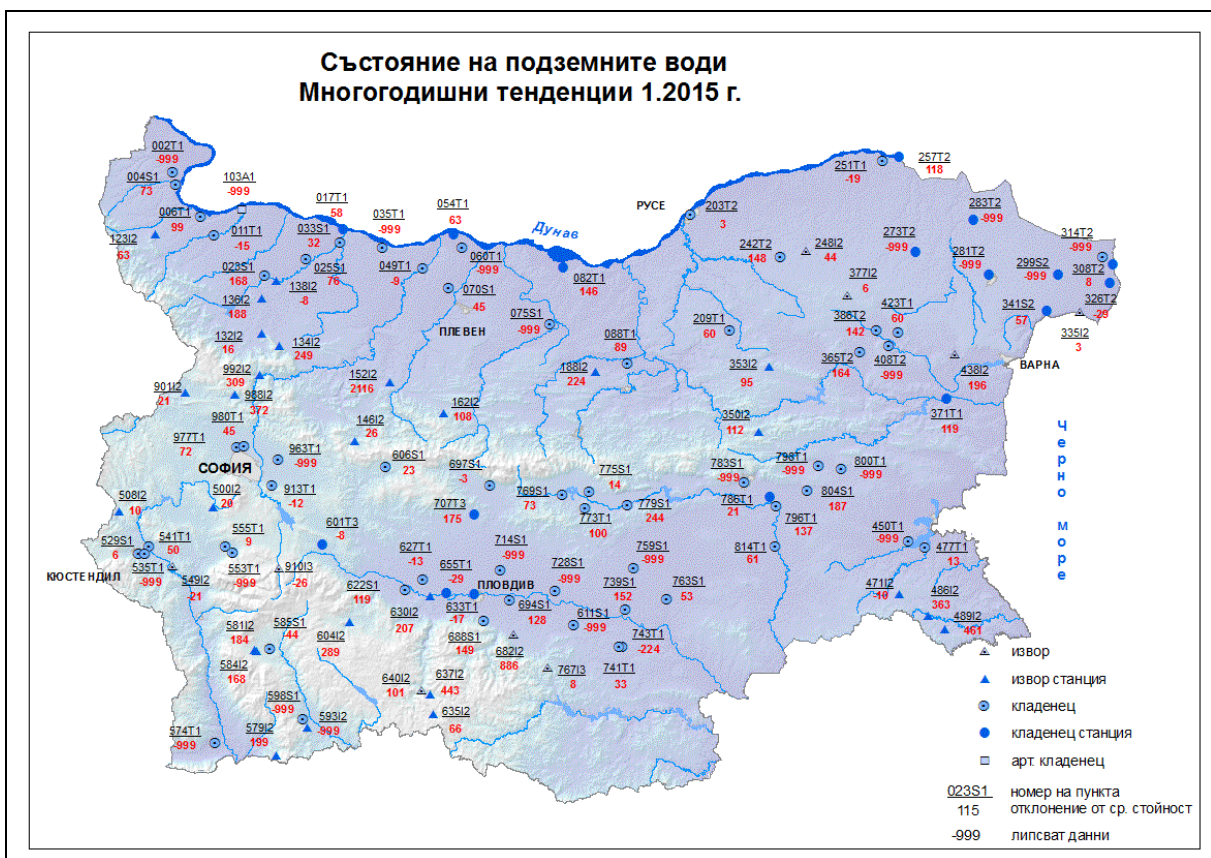 Състояние на подземните води
Многогодишни тенденции 1.2015 г.
002T1
-999
004S1
73
103A1
-999
006T1
99
011T1
-15
123I2
63
017T1
58
033S1
32
035T1
-999
054T1
63
Дунав
РУСЕ
203T2
3
251T1
-19
257T2
118
283T2
-999
273T2
-999
281T2
-999
299S2
-999
314T2
-999
308T2
8
326T2
-29
335I2
3
341S2
57
028S1
168
025S1
76
138I2
-8
136I2
188
049T1
-9
060T1
-999
070S1
45
ПЛЕВЕН
075S1
-999
082T1
146
088T1
89
242T2
148
248I2
44
377I2
6
209T1
60
386T2
142
423T1
60
365T2
164
408T2
-999
ВАРНА
438I2
196
132I2
16
134I2
249
992I2
309
901I2
21
988I2
372
152I2
2116
162I2
108
188I2
224
353I2
95
350I2
112
371T1
119
980T1
45
977T1
72
СОФИЯ
963T1
-999
146I2
26
606S1
23
697S1
-3
775S1
14
769S1
73
773T1
100
779S1
244
783S1
-999
798T1
-999
800T1
-999
804S1
187
786T1
21
796T1
137
Черно море
508I2
10
500I2
20
913T1
-12
707T3
175
601T3
-8
529S1
6
541T1
50
555T1
9
КЮСТЕНДИЛ
535T1
-999
549I2
-21
553T1
-999
910I3
-26
627T1
-13
655T1
-29
714S1
-999
728S1
-999
759S1
-999
814T1
61
450T1
-999
477T1
13
471I2
-10
486I2
363
489I2
461
622S1
119
630I2
207
ПЛОВДИВ
633T1
-17
694S1
128
739S1
152
763S1
53
611S1
-999
743T1
-224
741T1
33
688S1
149
682I2
886
767I3
8
581I2
184
585S1
-44
604I2
289
584I2
168
640I2
101
637I2
443
635I2
66
598S1
-999
593I2
-999
574T1
-999
579I2
199
извор
извор станция
кладенец
кладенец станция
арт. кладенец
023S1 номер на пункта
115 отклонение от ср. стойност
-999 липсват данни